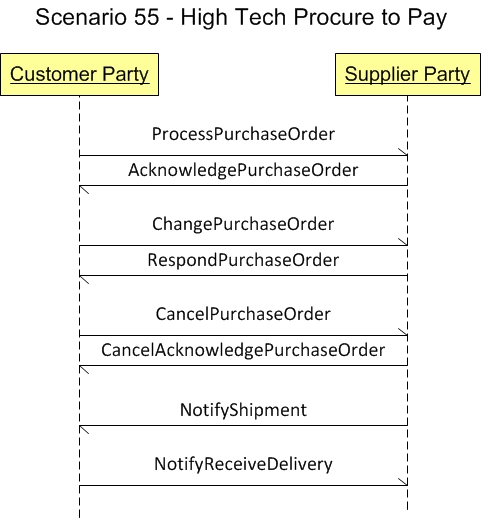 Scenario 55 - High Tech Procure to Pay
Customer Party
Supplier Party
ProcessPurchaseOrder
AcknowledgePurchaseOrder
ChangePurchaseOrder
RespondPurchaseOrder
CancelPurchaseOrder
CancelAcknowledgePurchaseOrder
NotifyShipment
NotifyReceiveDelivery